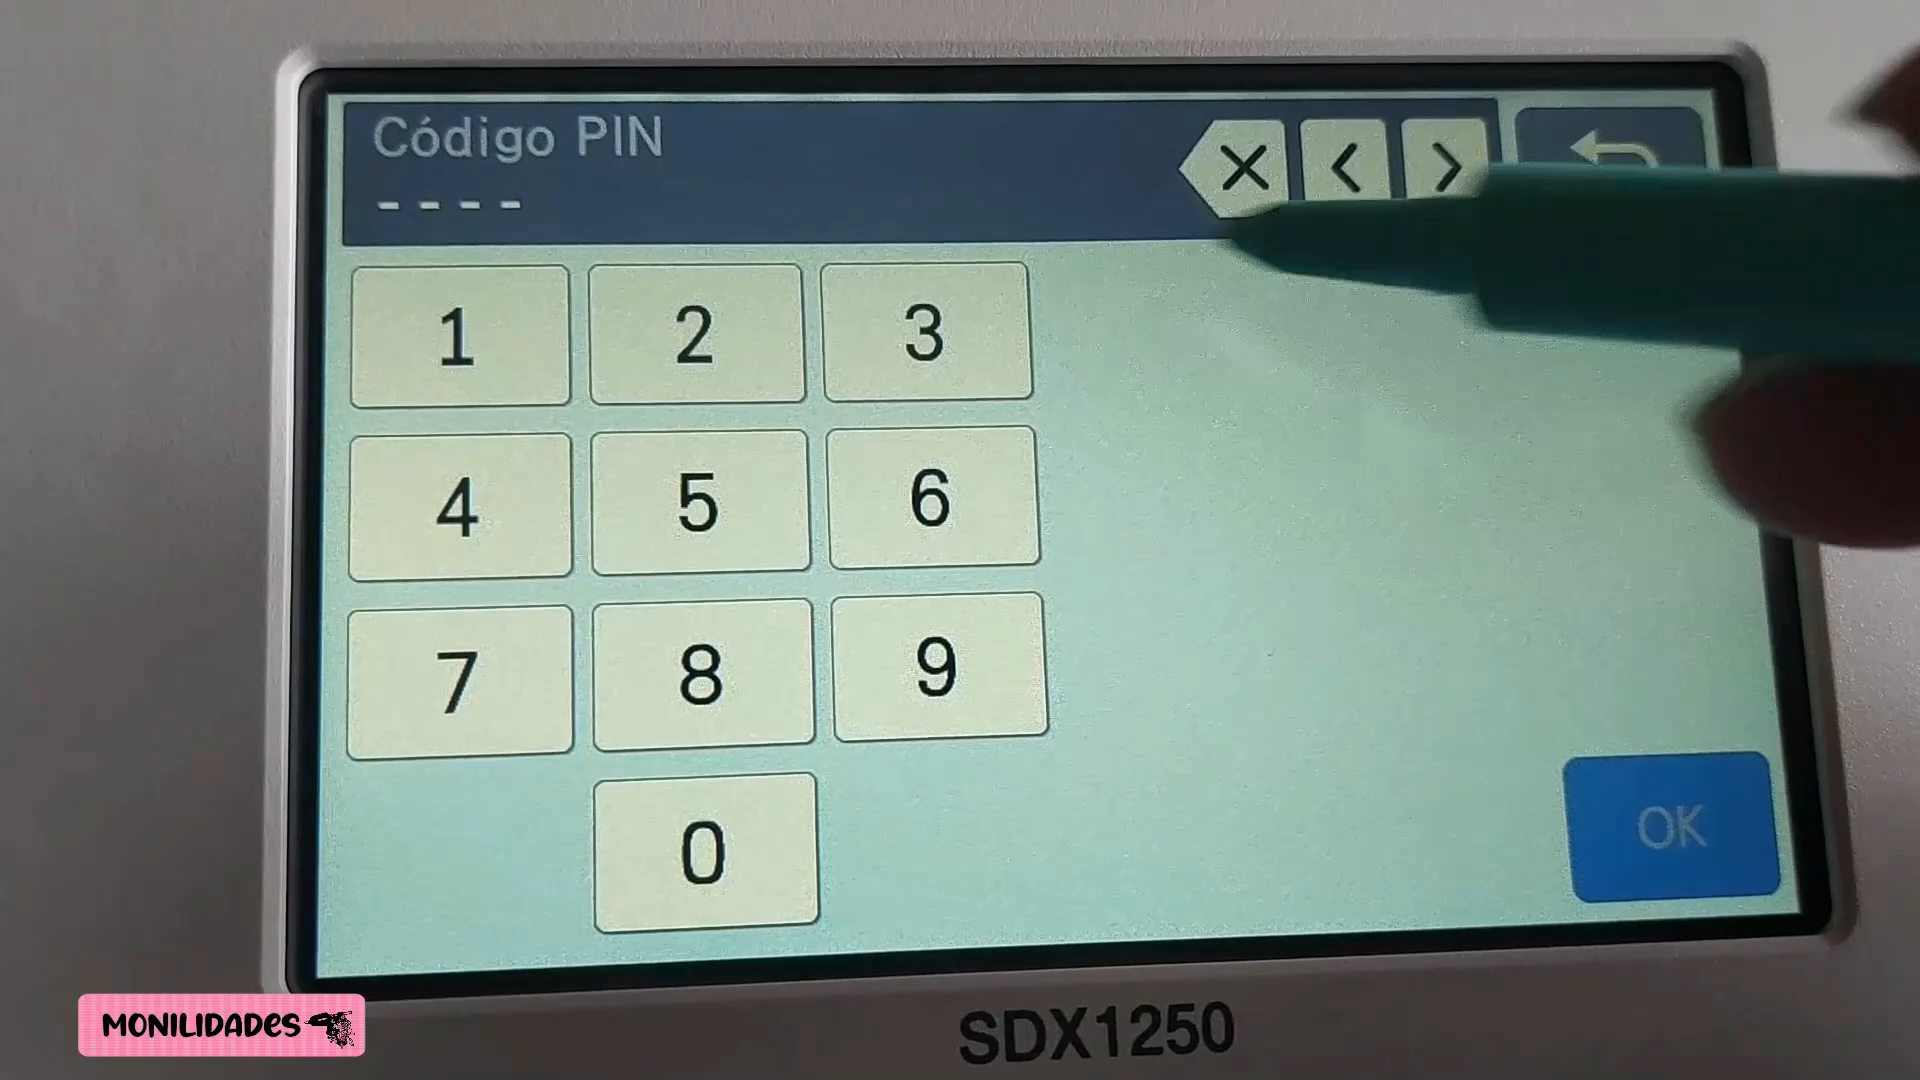 Código PIN
----
1 2 3
4 5 6
7 8 9
0
OK
SDX1250
MONILIDADES